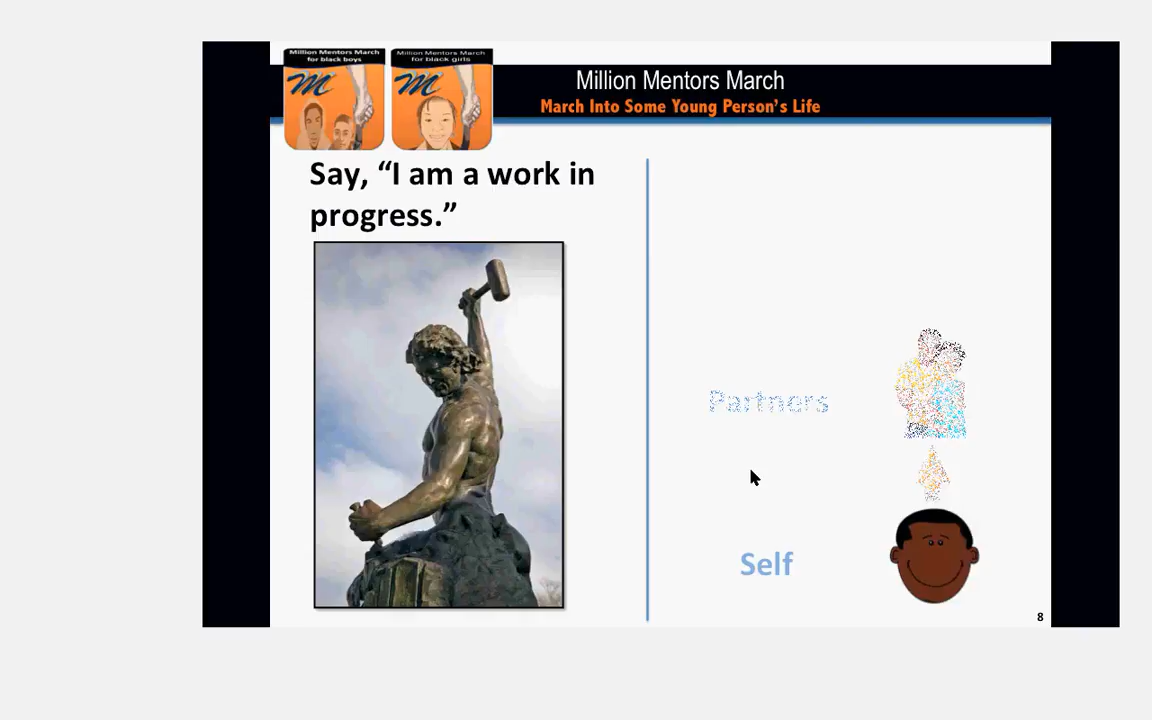 Million Mentors March
for black boys
Million Mentors March
for black girls
M
M
Million Mentors March
March Into Some Young Person's Life
Say, “I am a work in
progress.”
Partners
Self
8